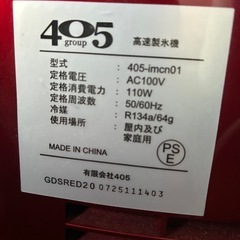 405
group
高速製氷機
型式 : 405-imcn01
定格電圧 : AC100V
定格消費電力 : 110W
定格周波数 : 50/60Hz
冷媒 : R134a/64g
使用場所 : 屋内及び
家庭用
MADE IN CHINA
PS
E
有限会社405
GDSRED20 0725111403